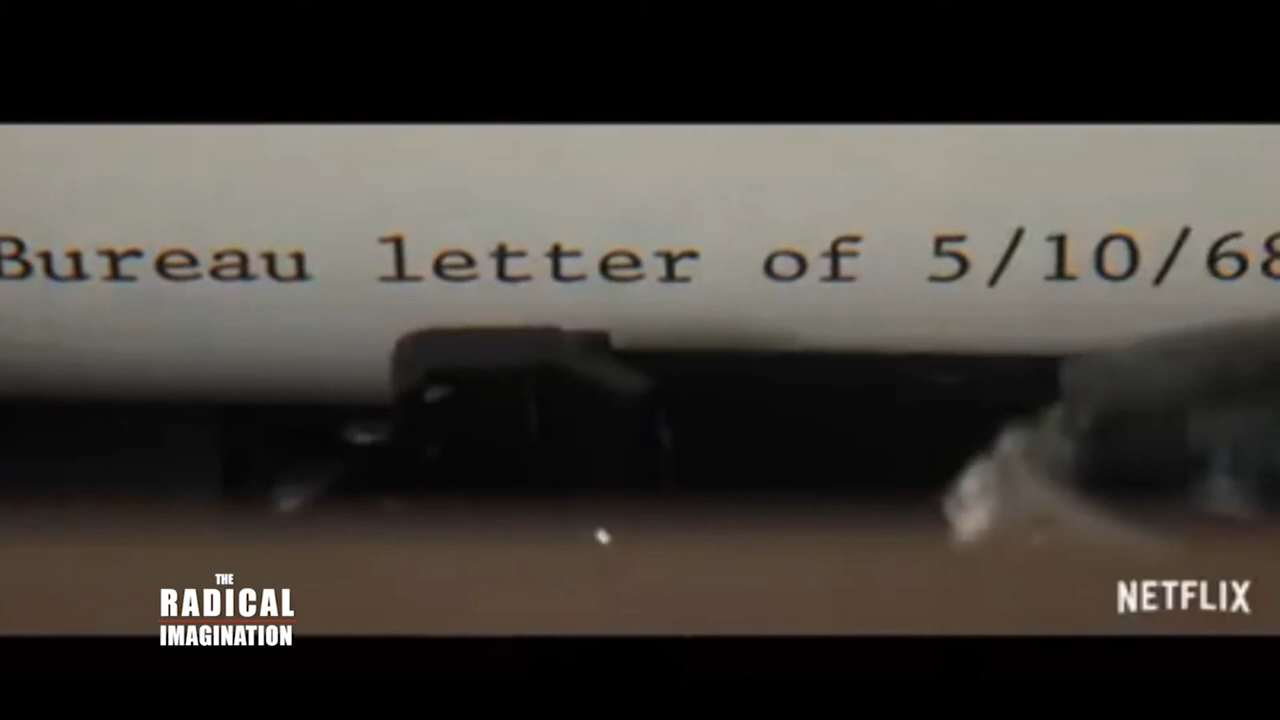 Bureau letter of 5/10/68
THE
RADICAL
IMAGINATION
NETFLIX